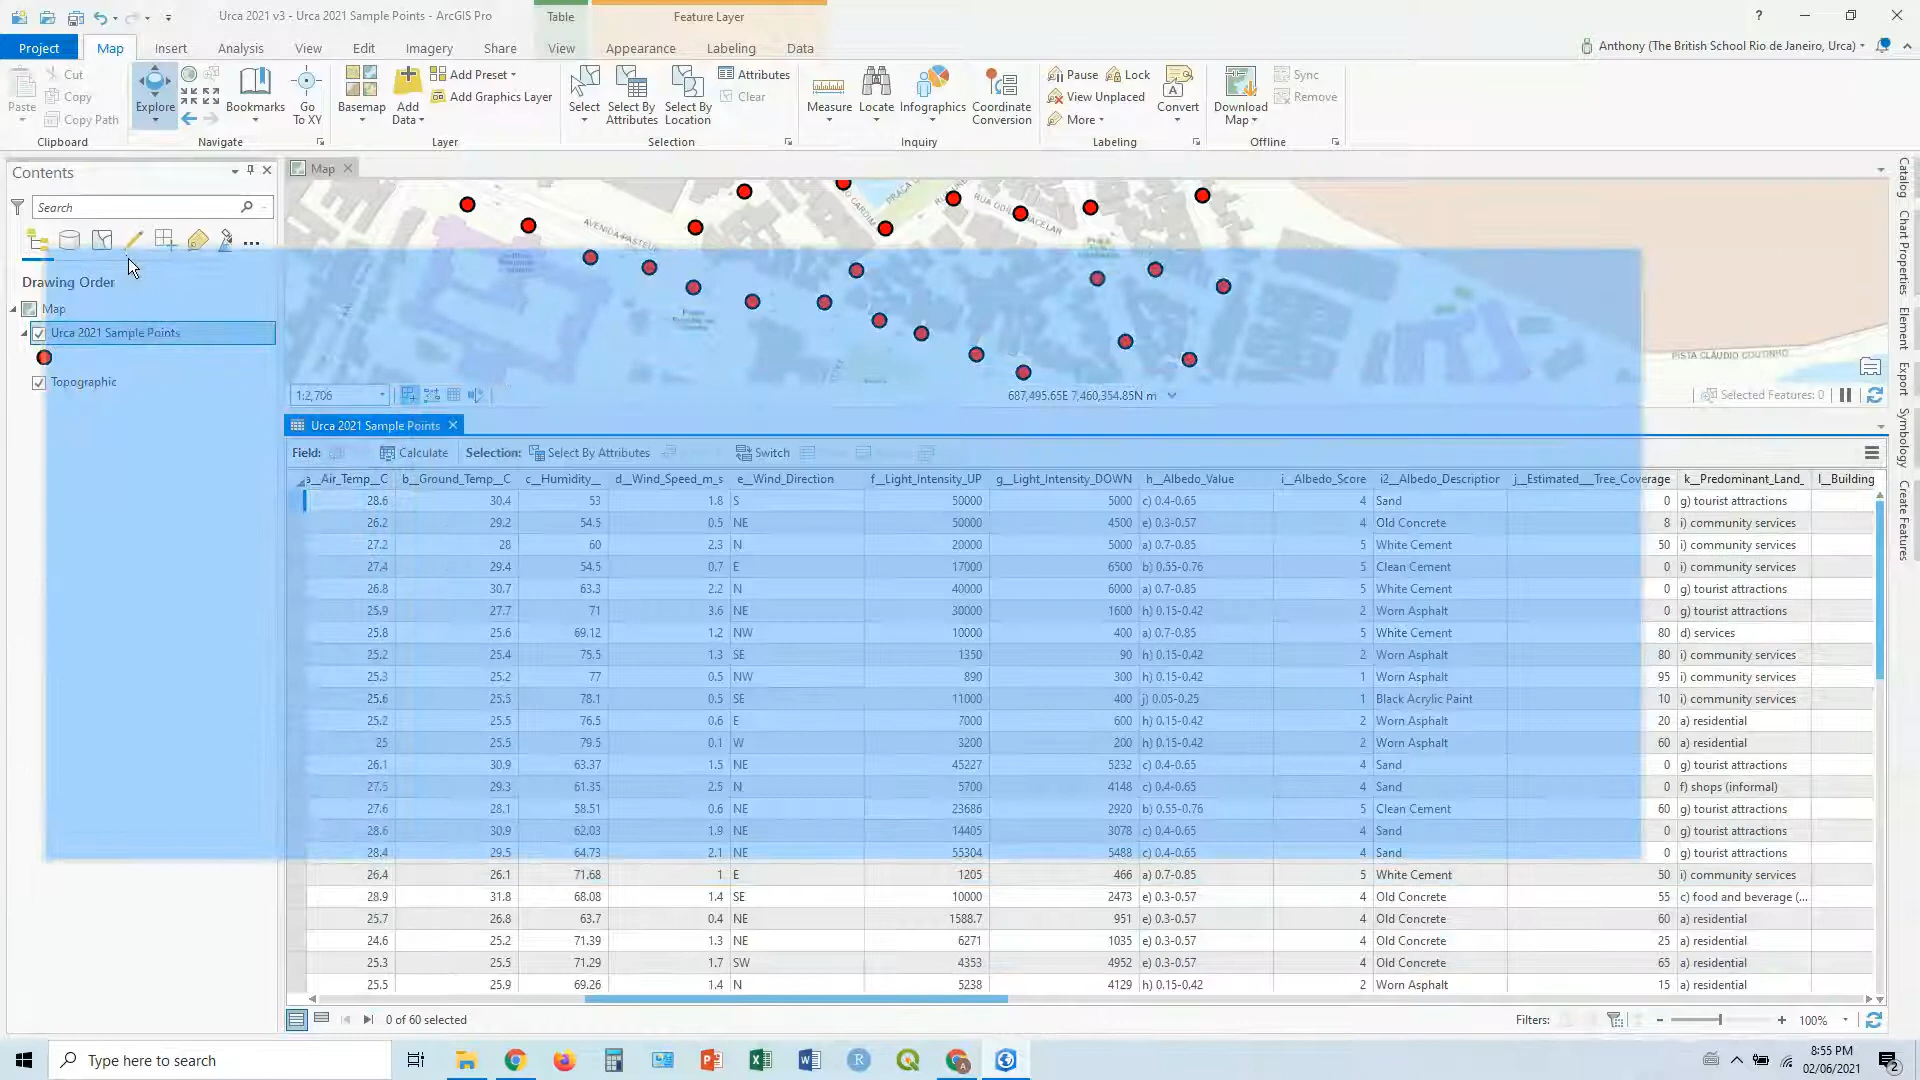 Urca 2021 v3 - Urca 2021 Sample Points - ArcGIS Pro
Table
Feature Layer
?
Project
Map
Insert
Analysis
View
Edit
Imagery
Share
View
Appearance
Labeling
Data
Anthony (The British School Rio de Janeiro, Urca)
Paste
Cut
Copy
Copy Path
Clipboard
Explore
Bookmarks
Go To XY
Navigate
Basemap
Add Data
Add Preset
Add Graphics Layer
Layer
Select
Select By Attributes
Select By Location
Attributes
Clear
Selection
Measure
Locate
Infographics
Coordinate Conversion
Inquiry
Pause
Lock
View Unplaced
More
Convert
Labeling
Download Map
Sync
Remove
Offline
Contents
Search
Drawing Order
Map
Urca 2021 Sample Points
Topographic
Map
AVENIDA PASTEUR
PISTA CLÁUDIO COUTINHO
1:2,706
687,495.65E 7,460,354.85N m
Selected Features: 0
Catalog
Chart Properties
Element
Export
Symbology
Create Features
Urca 2021 Sample Points
Field:
Calculate
Selection:
Select By Attributes
Switch
a__Air_Temp__C b__Ground_Temp__C c__Humidity__ d__Wind_Speed_m_s e__Wind_Direction f__Light_Intensity_UP g__Light_Intensity_DOWN h__Albedo_Value i__Albedo_Score i2__Albedo_Description j__Estimated___Tree_Coverage k__Predominant_Land_ l__Building
28.6 30.4 53 1.8 S 50000 5000 c) 0.4-0.65 4 Sand 0 g) tourist attractions
26.2 29.2 54.5 0.5 NE 50000 4500 e) 0.3-0.57 4 Old Concrete 8 i) community services
27.2 28 60 2.3 N 20000 5000 a) 0.7-0.85 5 White Cement 50 i) community services
27.4 29.4 54.5 0.7 E 17000 6500 b) 0.55-0.76 5 Clean Cement 0 i) community services
26.8 30.7 63.3 2.2 N 40000 6000 a) 0.7-0.85 5 White Cement 0 g) tourist attractions
25.9 27.7 71 3.6 NE 30000 1600 h) 0.15-0.42 2 Worn Asphalt 0 g) tourist attractions
25.8 25.6 69.12 1.2 NW 10000 400 a) 0.7-0.85 5 White Cement 80 d) services
25.2 25.4 75.5 1.3 SE 1350 90 h) 0.15-0.42 2 Worn Asphalt 80 i) community services
25.3 25.2 77 0.5 NW 890 300 h) 0.15-0.42 1 Worn Asphalt 95 i) community services
25.6 25.5 78.1 0.5 SE 11000 400 j) 0.05-0.25 1 Black Acrylic Paint 10 i) community services
25.2 25.5 76.5 0.6 E 7000 600 h) 0.15-0.42 2 Worn Asphalt 20 a) residential
25 25.5 79.5 0.1 W 3200 200 h) 0.15-0.42 2 Worn Asphalt 60 a) residential
26.1 30.9 63.37 1.5 NE 45227 5232 c) 0.4-0.65 4 Sand 0 g) tourist attractions
27.5 29.3 61.35 2.5 N 5700 4148 c) 0.4-0.65 4 Sand 0 f) shops (informal)
27.6 28.1 58.51 0.6 NE 23686 2920 b) 0.55-0.76 5 Clean Cement 60 g) tourist attractions
28.6 30.9 62.03 1.9 NE 14405 3078 c) 0.4-0.65 4 Sand 0 g) tourist attractions
28.4 29.5 64.73 2.1 NE 55304 5488 c) 0.4-0.65 4 Sand 0 g) tourist attractions
26.4 26.1 71.68 1 E 1205 466 a) 0.7-0.85 5 White Cement 50 i) community services
28.9 31.8 68.08 1.4 SE 10000 2473 e) 0.3-0.57 4 Old Concrete 55 c) food and beverage (...
25.7 26.8 63.7 0.4 NE 1588.7 951 e) 0.3-0.57 4 Old Concrete 60 a) residential
24.6 25.2 71.39 1.3 NE 6271 1035 e) 0.3-0.57 4 Old Concrete 25 a) residential
25.3 25.5 71.29 1.7 SW 4353 4952 e) 0.3-0.57 4 Old Concrete 65 a) residential
25.5 25.9 69.26 1.4 N 5238 4129 h) 0.15-0.42 2 Worn Asphalt 15 a) residential
0 of 60 selected
Filters:
100%
Type here to search
8:55 PM
02/06/2021
2